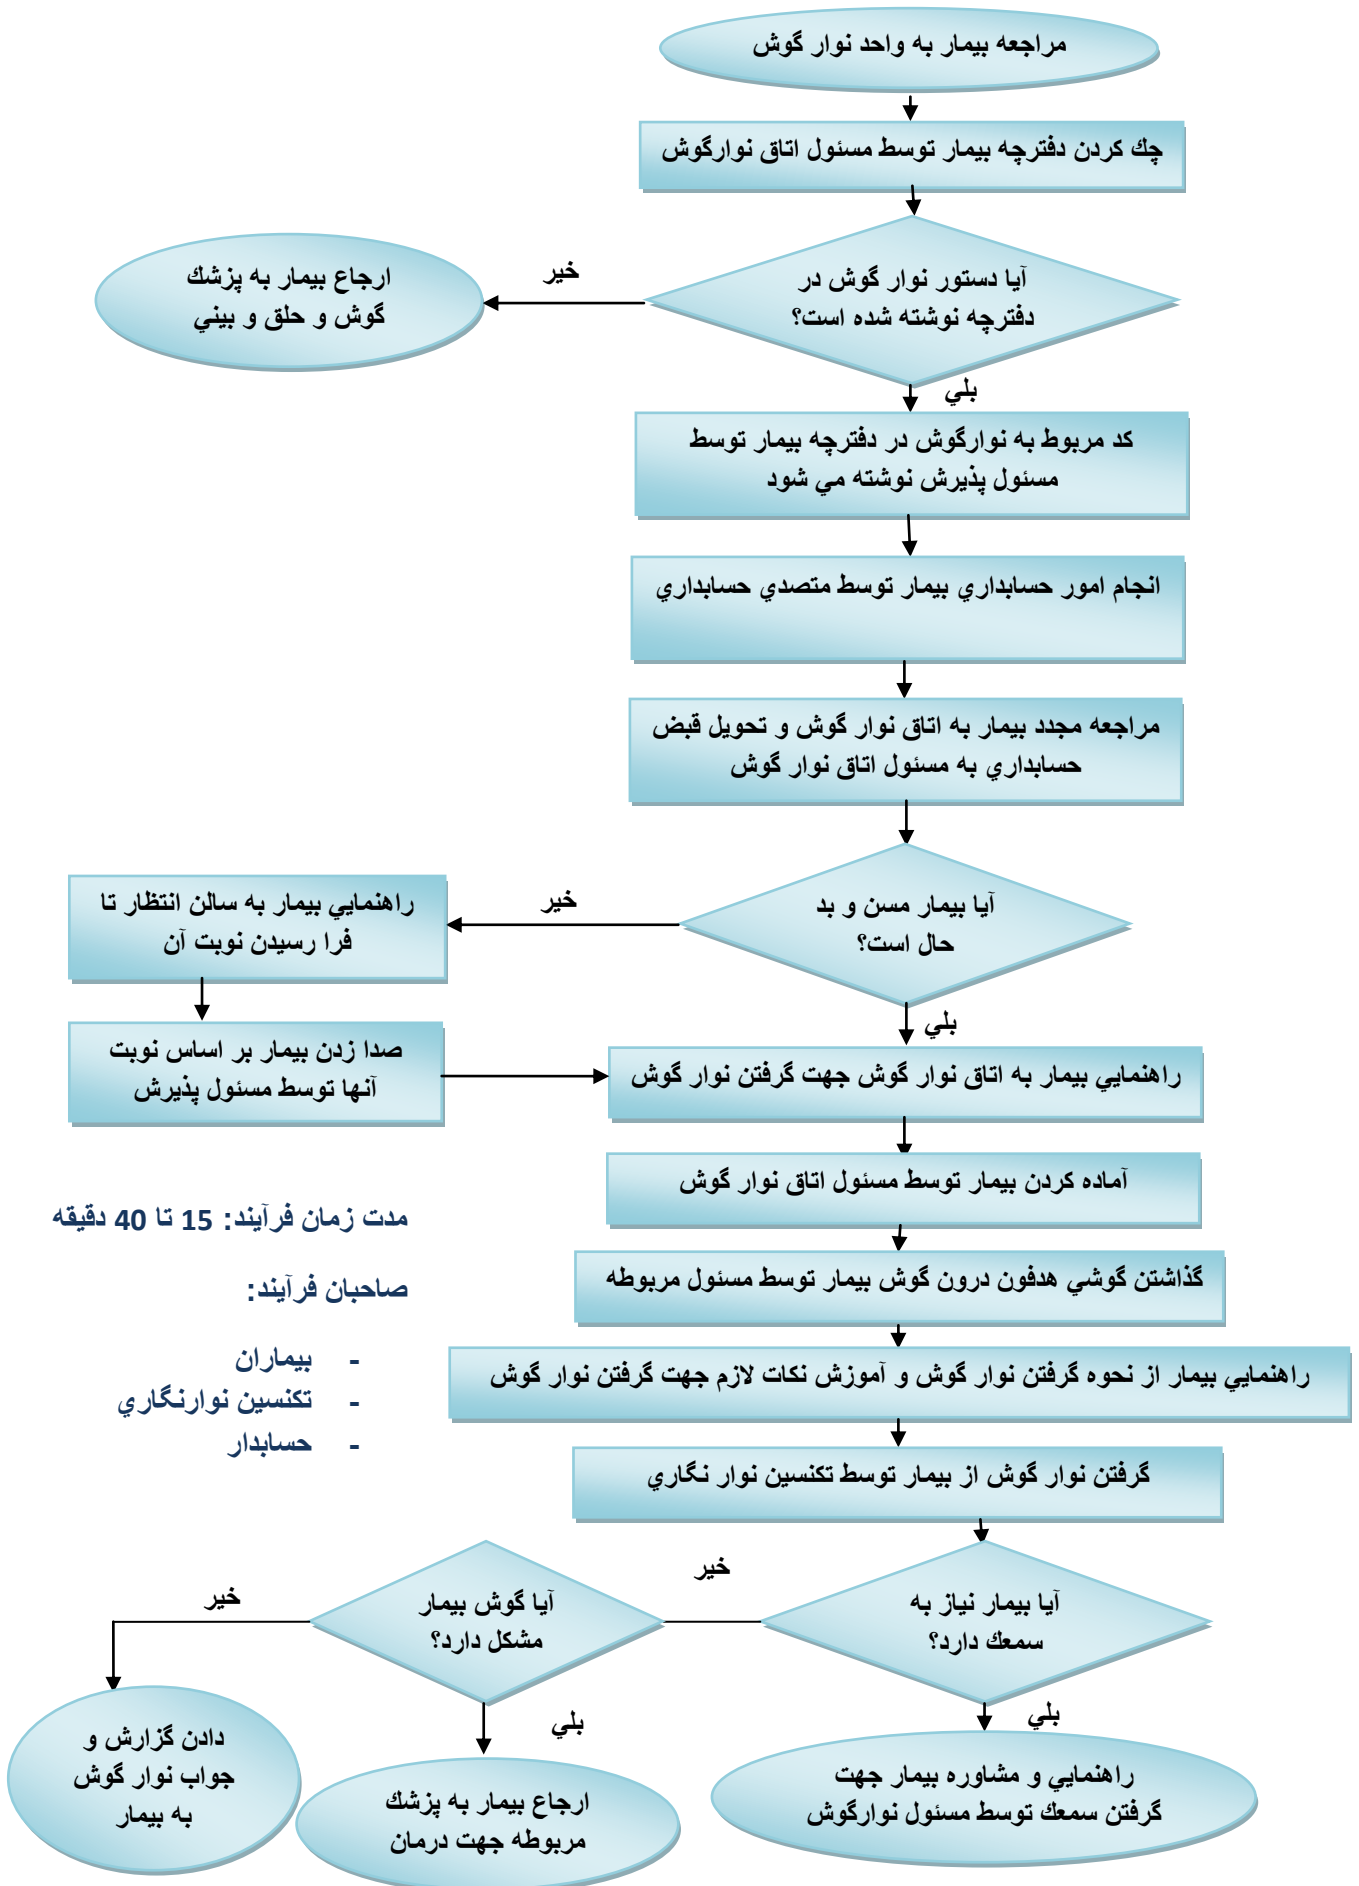 مراجعه بيمار به واحد نوار گوش
چك كردن دفترچه بيمار توسط مسئول اتاق نوارگوش
آيا دستور نوار گوش در
دفترچه نوشته شده است؟
خير
ارجاع بيمار به پزشك
گوش و حلق و بيني
بلي
كد مربوط به نوارگوش در دفترچه بيمار توسط
مسئول پذيرش نوشته مي شود
انجام امور حسابداري بيمار توسط متصدي حسابداري
مراجعه مجدد بيمار به اتاق نوار گوش و تحويل قبض
حسابداري به مسئول اتاق نوار گوش
آيا بيمار مسن و بد
حال است؟
خير
راهنمايي بيمار به سالن انتظار تا
فرا رسيدن نوبت آن
بلي
صدا زدن بيمار بر اساس نوبت
آنها توسط مسئول پذيرش
راهنمايي بيمار به اتاق نوار گوش جهت گرفتن نوار گوش
آماده كردن بيمار توسط مسئول اتاق نوار گوش
مدت زمان فرآيند: 15 تا 40 دقيقه
صاحبان فرآيند:
- بيماران
- تكنسين نوارنگاري
- حسابدار
گذاشتن گوشي هدفون درون گوش بيمار توسط مسئول مربوطه
راهنمايي بيمار از نحوه گرفتن نوار گوش و آموزش نكات لازم جهت گرفتن نوار گوش
گرفتن نوار گوش از بيمار توسط تكنسين نوار نگاري
آيا بيمار نياز به
سمعك دارد؟
خير
آيا گوش بيمار
مشكل دارد؟
خير
بلي
راهنمايي و مشاوره بيمار جهت
گرفتن سمعك توسط مسئول نوارگوش
بلي
ارجاع بيمار به پزشك
مربوطه جهت درمان
دادن گزارش و
جواب نوار گوش
به بيمار